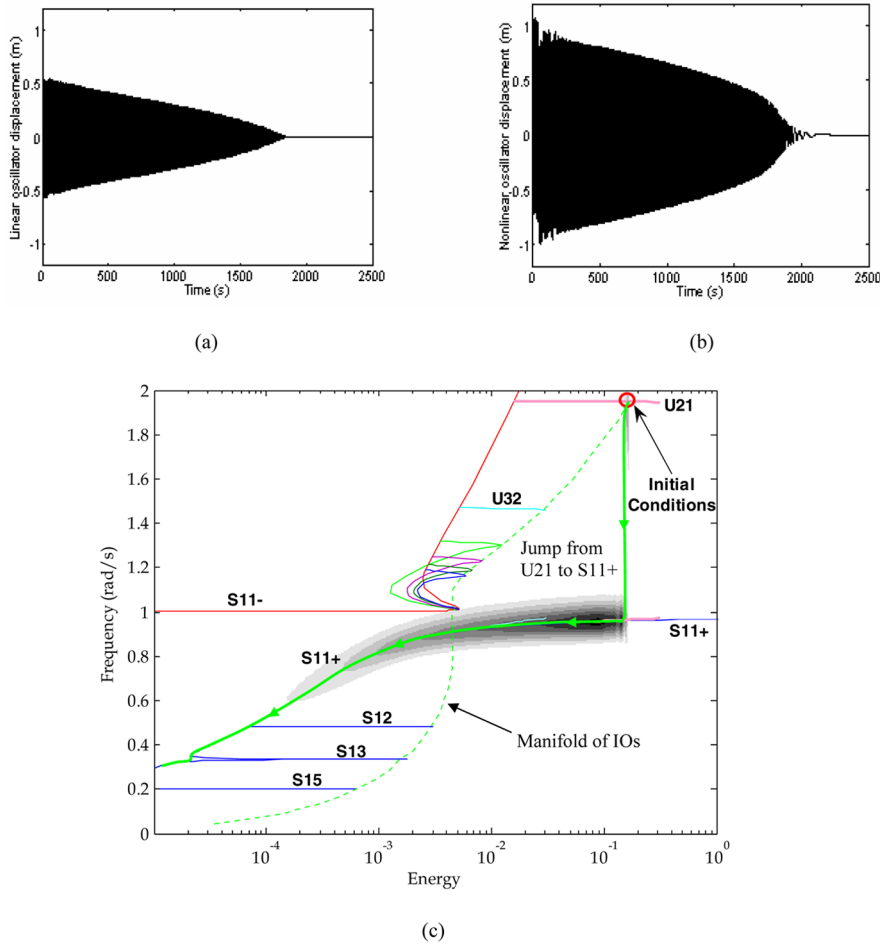 Linear oscillator displacement (m)
1
0.5
0
-0.5
-1
0 500 1000 1500 2000 2500
Time (s)
(a)
Nonlinear oscillator displacement (m)
1
0.5
0
-0.5
-1
0 500 1000 1500 2000 2500
Time (s)
(b)
Frequency (rad/s)
2
1.8
1.6
1.4
1.2
1
0.8
0.6
0.4
0.2
0
U21
Initial
Conditions
U32
Jump from
U21 to S11+
S11-
S11+
S11+
S12
Manifold of IOs
S13
S15
10-4 10-3 10-2 10-1 100
Energy
(c)